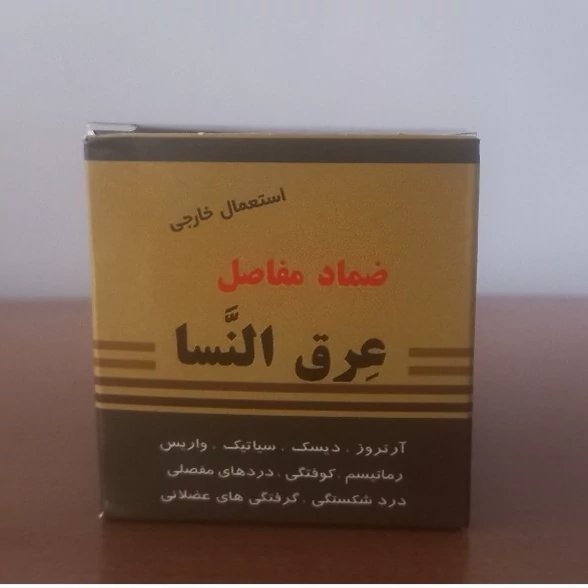 استعمال خارجی
ضماد مفاصل
عِرق النَّسا
آرتروز . دیسک . سیاتیک . واریس
رماتیسم . کوفتگی . دردهای مفصلی
درد شکستگی . گرفتگی های عضلانی